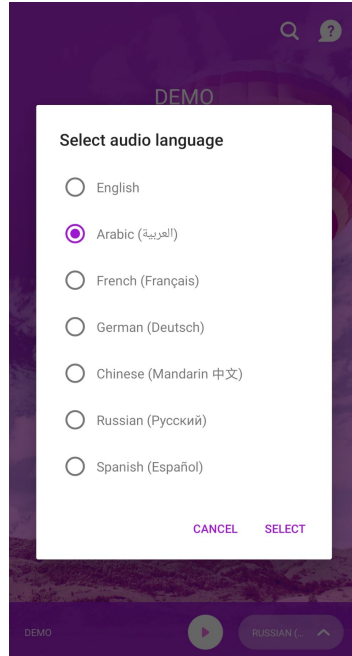 ?
DEMO
Select audio language
English
Arabic (العربية)
French (Français)
German (Deutsch)
Chinese (Mandarin 中文)
Russian (Русский)
Spanish (Español)
CANCEL SELECT
DEMO RUSSIAN (..